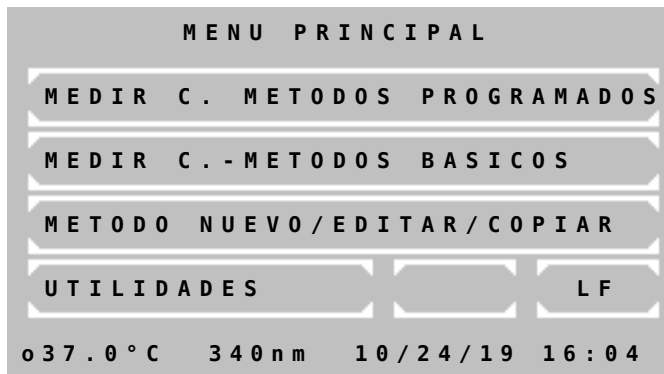 MENU PRINCIPAL
MEDIR C. METODOS PROGRAMADOS
MEDIR C.-METODOS BASICOS
METODO NUEVO/EDITAR/COPIAR
UTILIDADES LF
o37.0°C 340nm 10/24/19 16:04